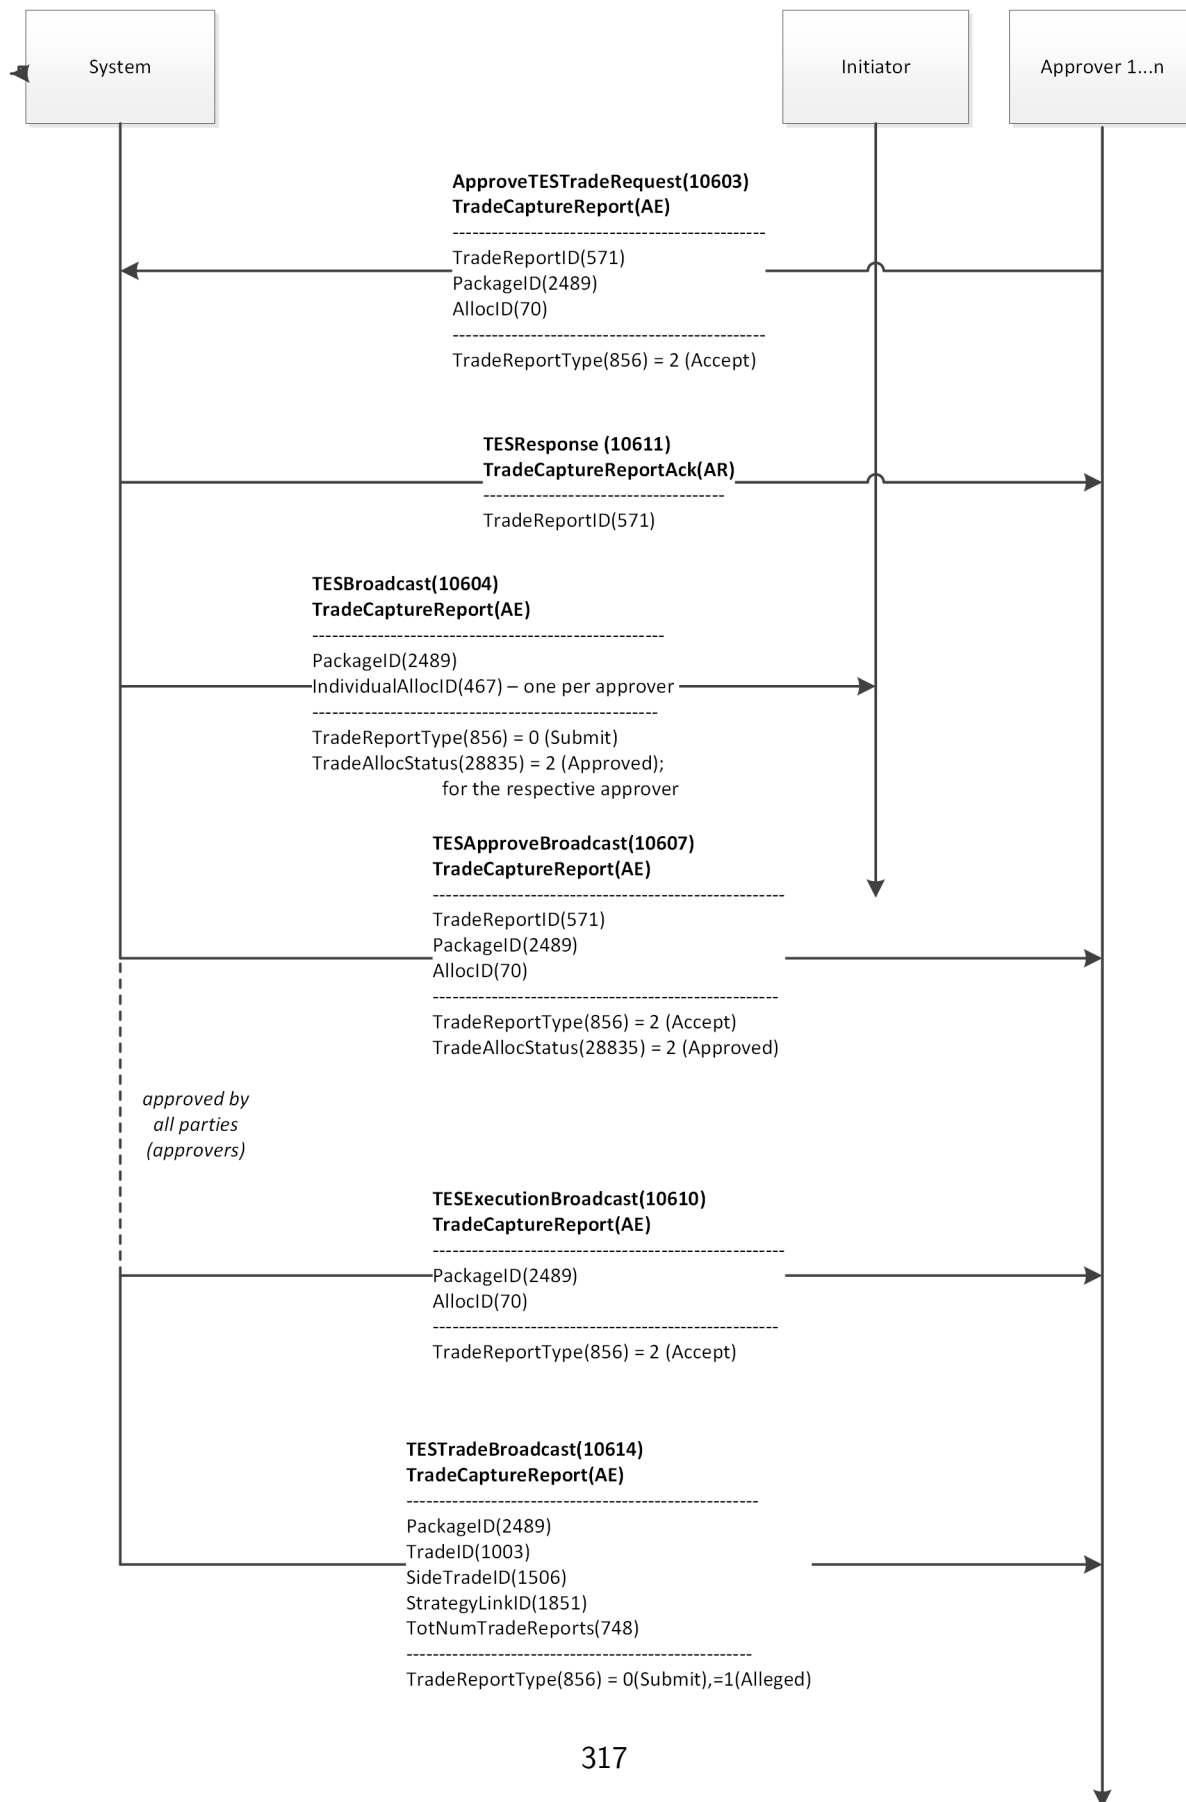 System
Initiator
Approver 1...n
ApproveTESTradeRequest(10603)
TradeCaptureReport(AE)
------------------------------------------------
TradeReportID(571)
PackageID(2489)
AllocID(70)
------------------------------------------------
TradeReportType(856) = 2 (Accept)
TESResponse (10611)
TradeCaptureReportAck(AR)
-------------------------------------
TradeReportID(571)
TESBroadcast(10604)
TradeCaptureReport(AE)
------------------------------------------------------
PackageID(2489)
IndividualAllocID(467) – one per approver
-----------------------------------------------------
TradeReportType(856) = 0 (Submit)
TradeAllocStatus(28835) = 2 (Approved);
for the respective approver
TESApproveBroadcast(10607)
TradeCaptureReport(AE)
------------------------------------------------------
TradeReportID(571)
PackageID(2489)
AllocID(70)
-----------------------------------------------------
TradeReportType(856) = 2 (Accept)
TradeAllocStatus(28835) = 2 (Approved)
approved by
all parties
(approvers)
TESExecutionBroadcast(10610)
TradeCaptureReport(AE)
------------------------------------------------------
PackageID(2489)
AllocID(70)
-----------------------------------------------------
TradeReportType(856) = 2 (Accept)
TESTradeBroadcast(10614)
TradeCaptureReport(AE)
------------------------------------------------------
PackageID(2489)
TradeID(1003)
SideTradeID(1506)
StrategyLinkID(1851)
TotNumTradeReports(748)
-----------------------------------------------------
TradeReportType(856) = 0(Submit),=1(Alleged)
317